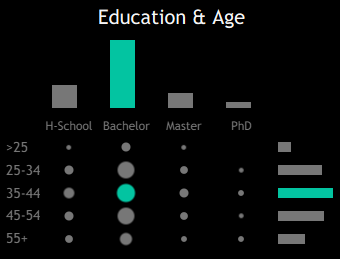 Education & Age
H-School Bachelor Master PhD
>25
25-34
35-44
45-54
55+